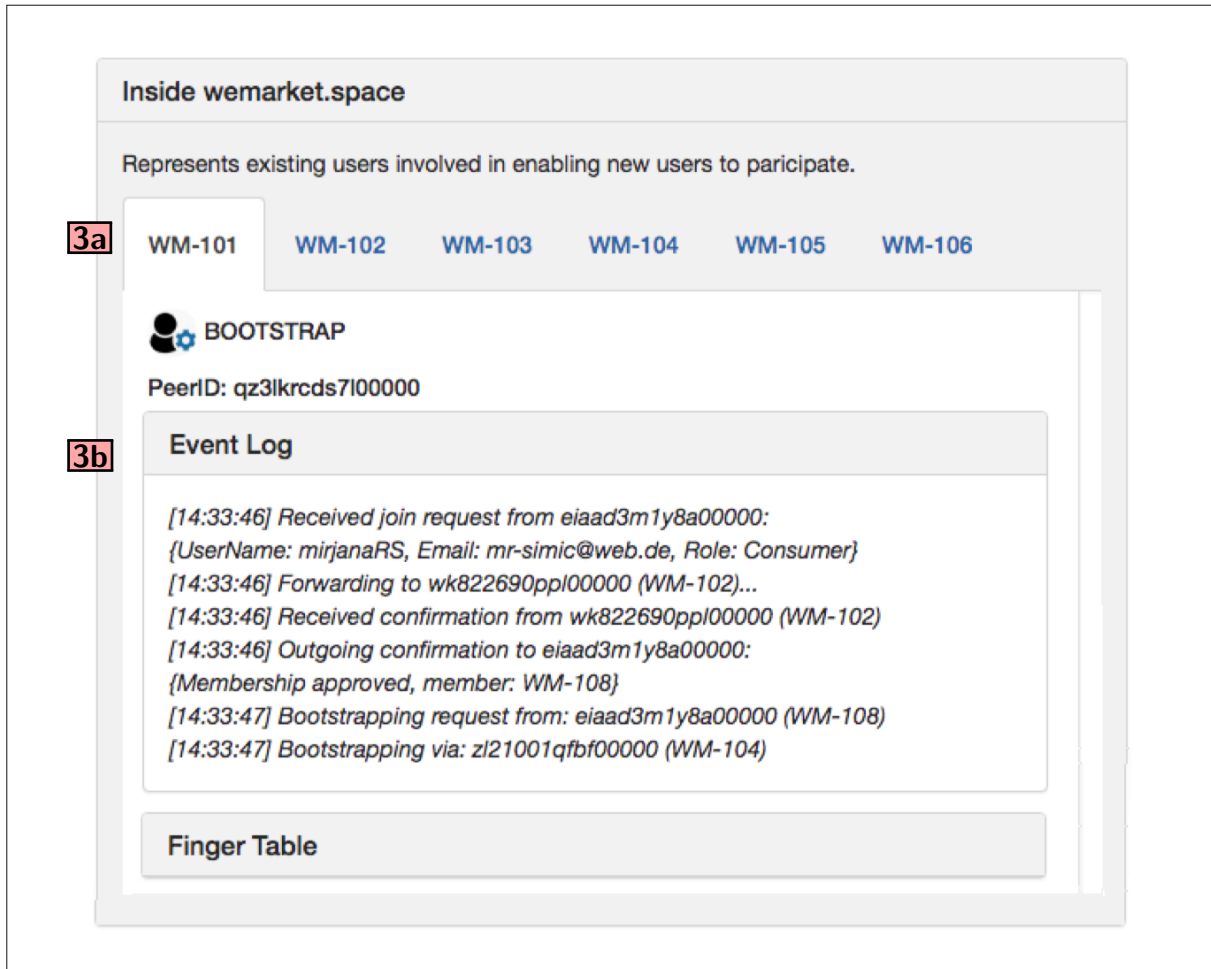 Inside wemarket.space
Represents existing users involved in enabling new users to paricipate.
3a
WM-101 WM-102 WM-103 WM-104 WM-105 WM-106
BOOTSTRAP
PeerID: qz3lkrcds7l00000
3b
Event Log
[14:33:46] Received join request from eiaad3m1y8a00000:
{UserName: mirjanaRS, Email: mr-simic@web.de, Role: Consumer}
[14:33:46] Forwarding to wk822690ppl00000 (WM-102)...
[14:33:46] Received confirmation from wk822690ppl00000 (WM-102)
[14:33:46] Outgoing confirmation to eiaad3m1y8a00000:
{Membership approved, member: WM-108}
[14:33:47] Bootstrapping request from: eiaad3m1y8a00000 (WM-108)
[14:33:47] Bootstrapping via: zl21001qfbf00000 (WM-104)
Finger Table